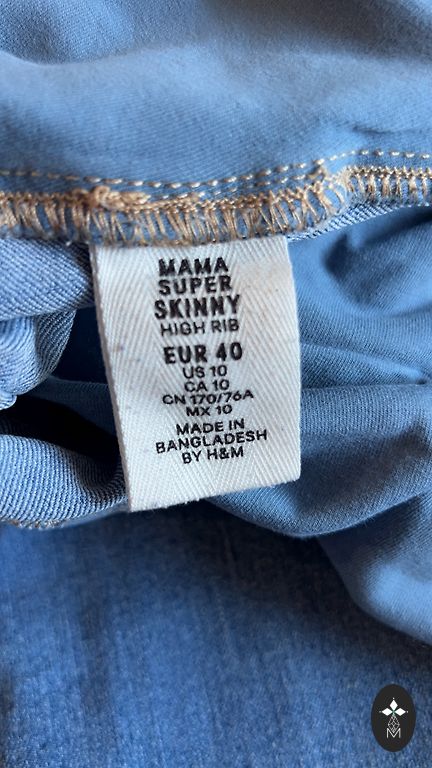 MAMA
SUPER
SKINNY
HIGH RIB
EUR 40
US 10
CA 10
CN 170/76A
MX 10
MADE IN
BANGLADESH
BY H&M
M